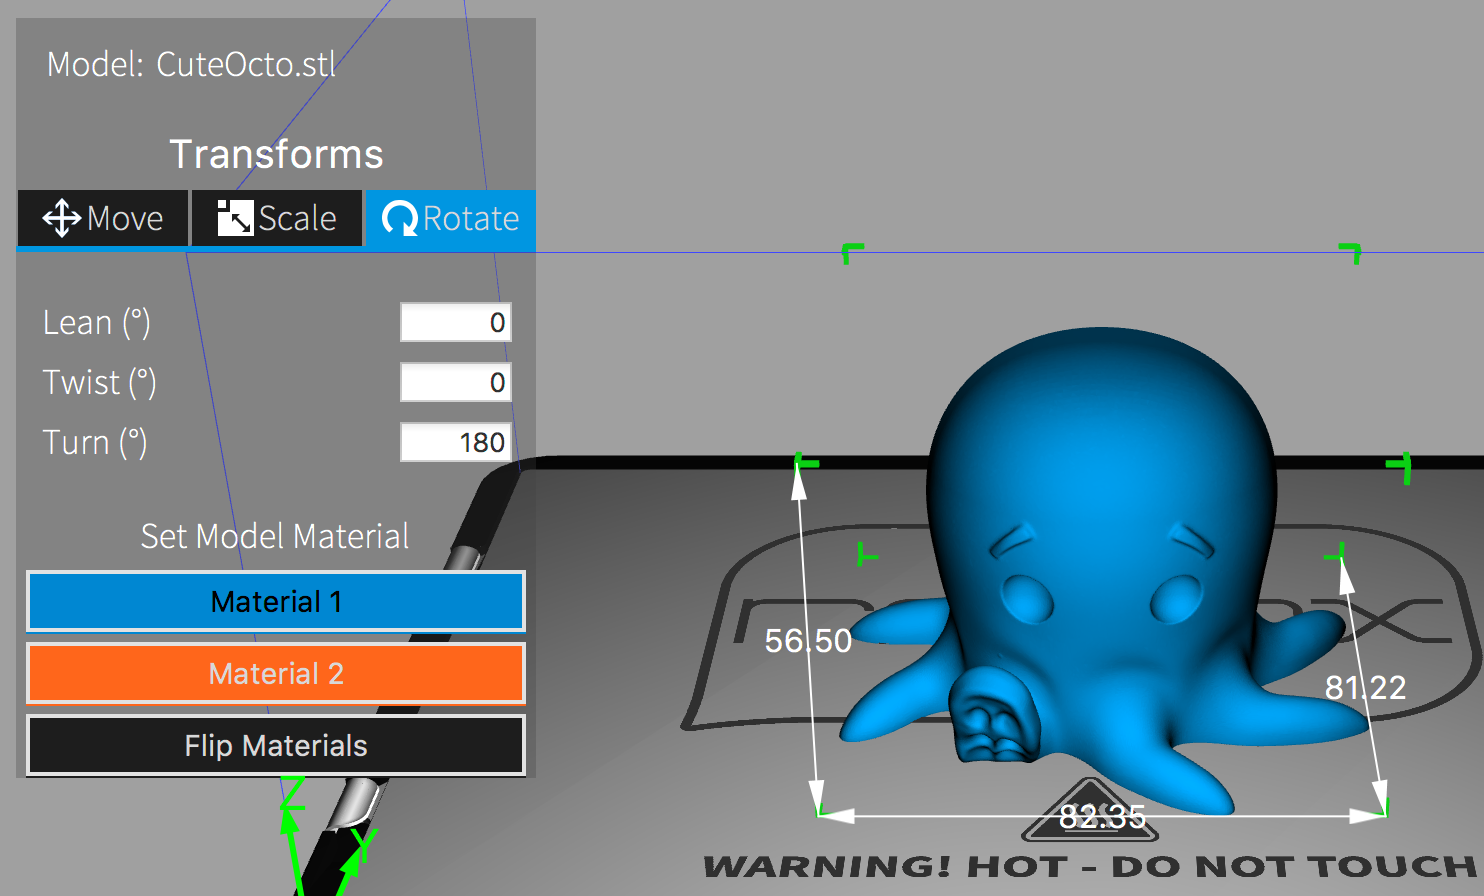 Model: CuteOcto.stl
Transforms
Move Scale Rotate
Lean (°) 0
Twist (°) 0
Turn (°) 180
Set Model Material
Material 1
Material 2
Flip Materials
Z
Y
56.50
81.22
82.35
WARNING! HOT - DO NOT TOUCH